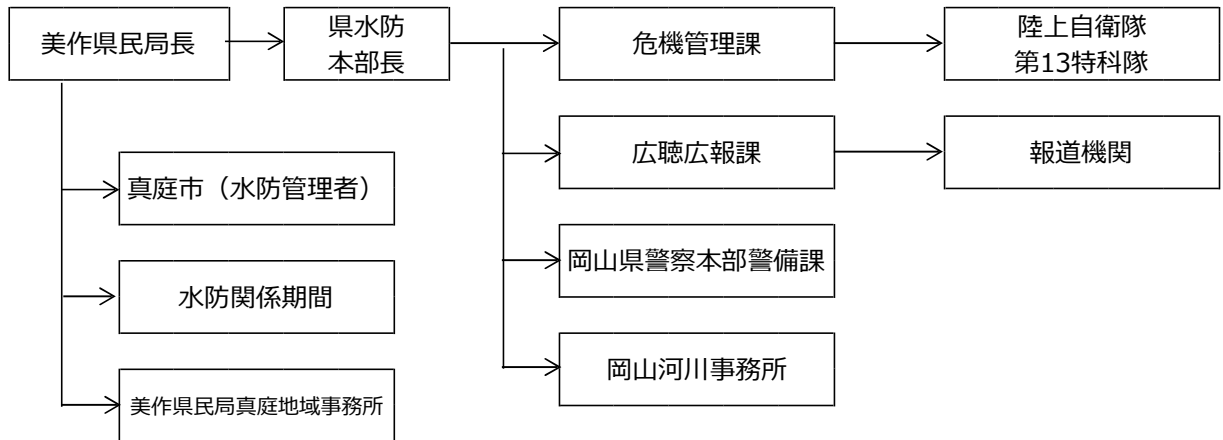 美作県民局長
県水防
本部長
危機管理課
陸上自衛隊
第13特科隊
広聴広報課
報道機関
真庭市（水防管理者）
岡山県警察本部警備課
水防関係期間
岡山河川事務所
美作県民局真庭地域事務所